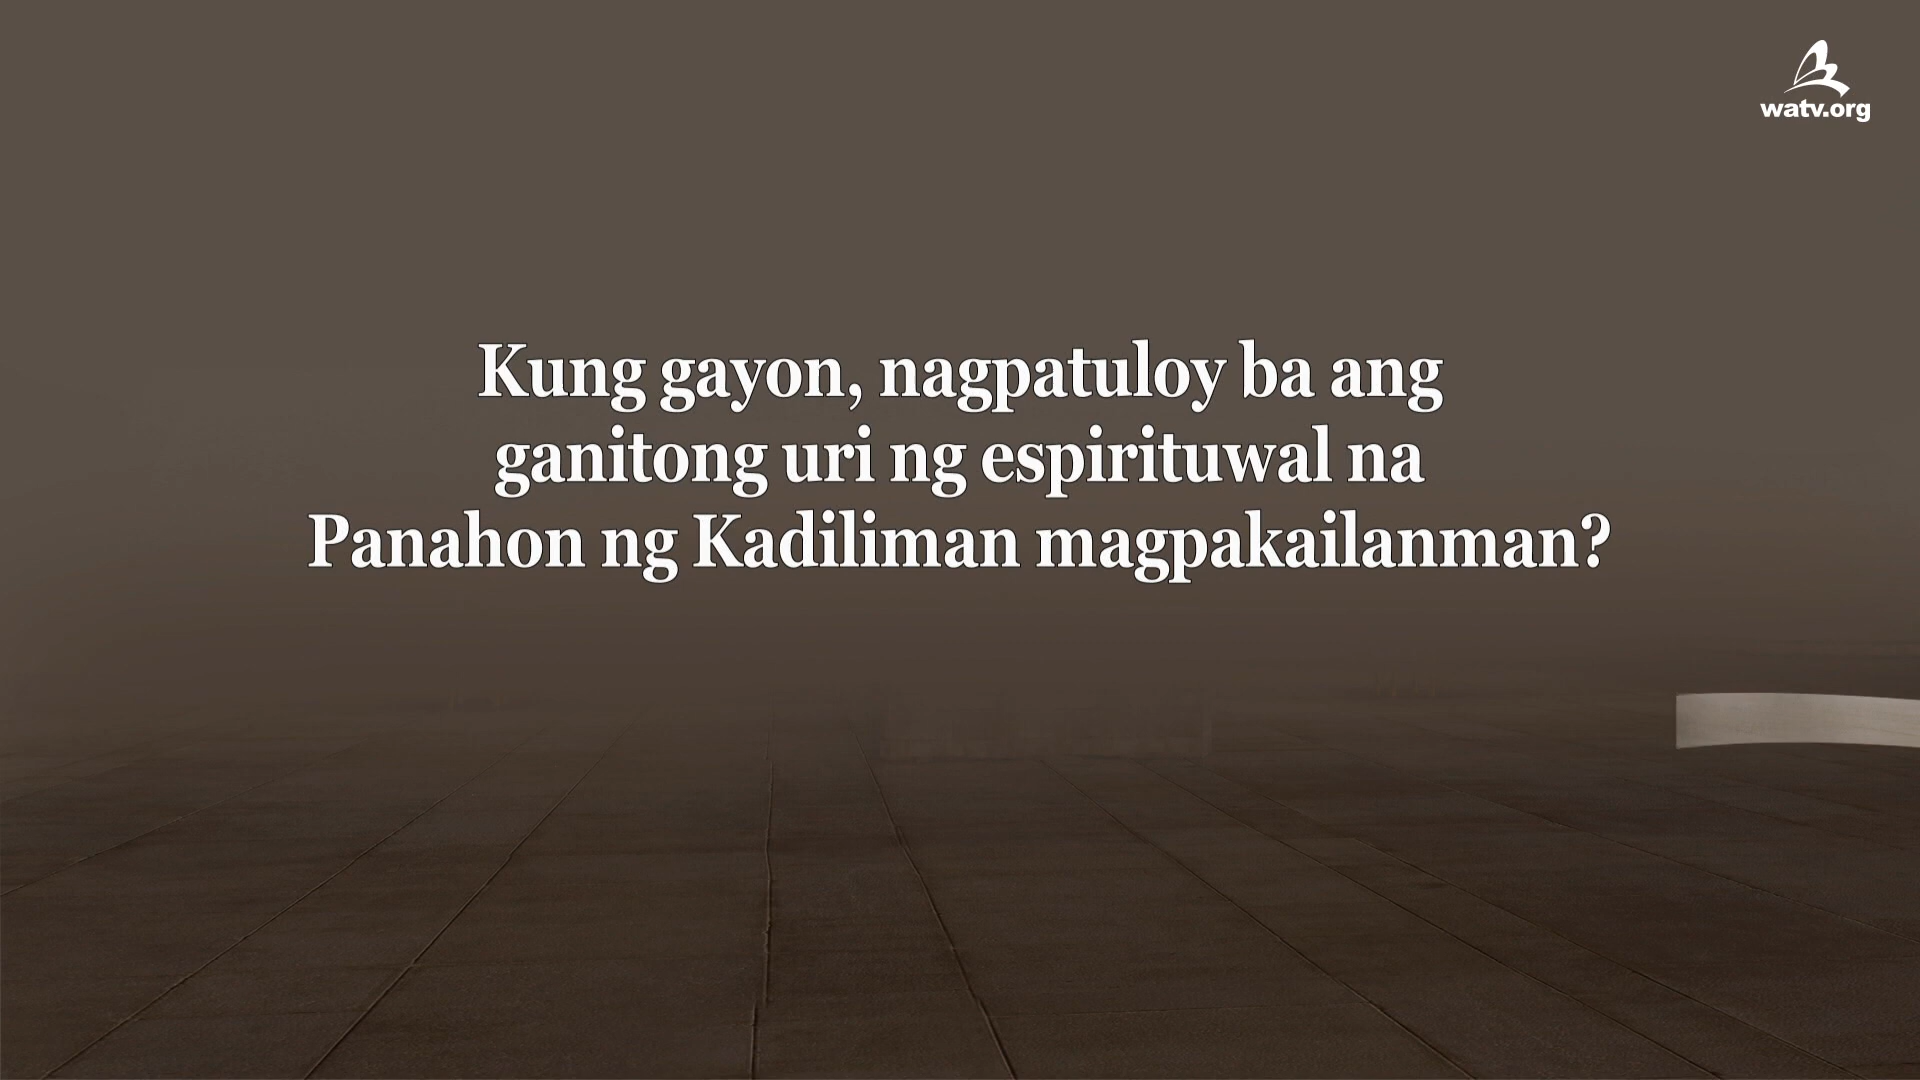 watv.org
Kung gayon, nagpatuloy ba ang
ganitong uri ng espirituwal na
Panahon ng Kadiliman magpakailanman?